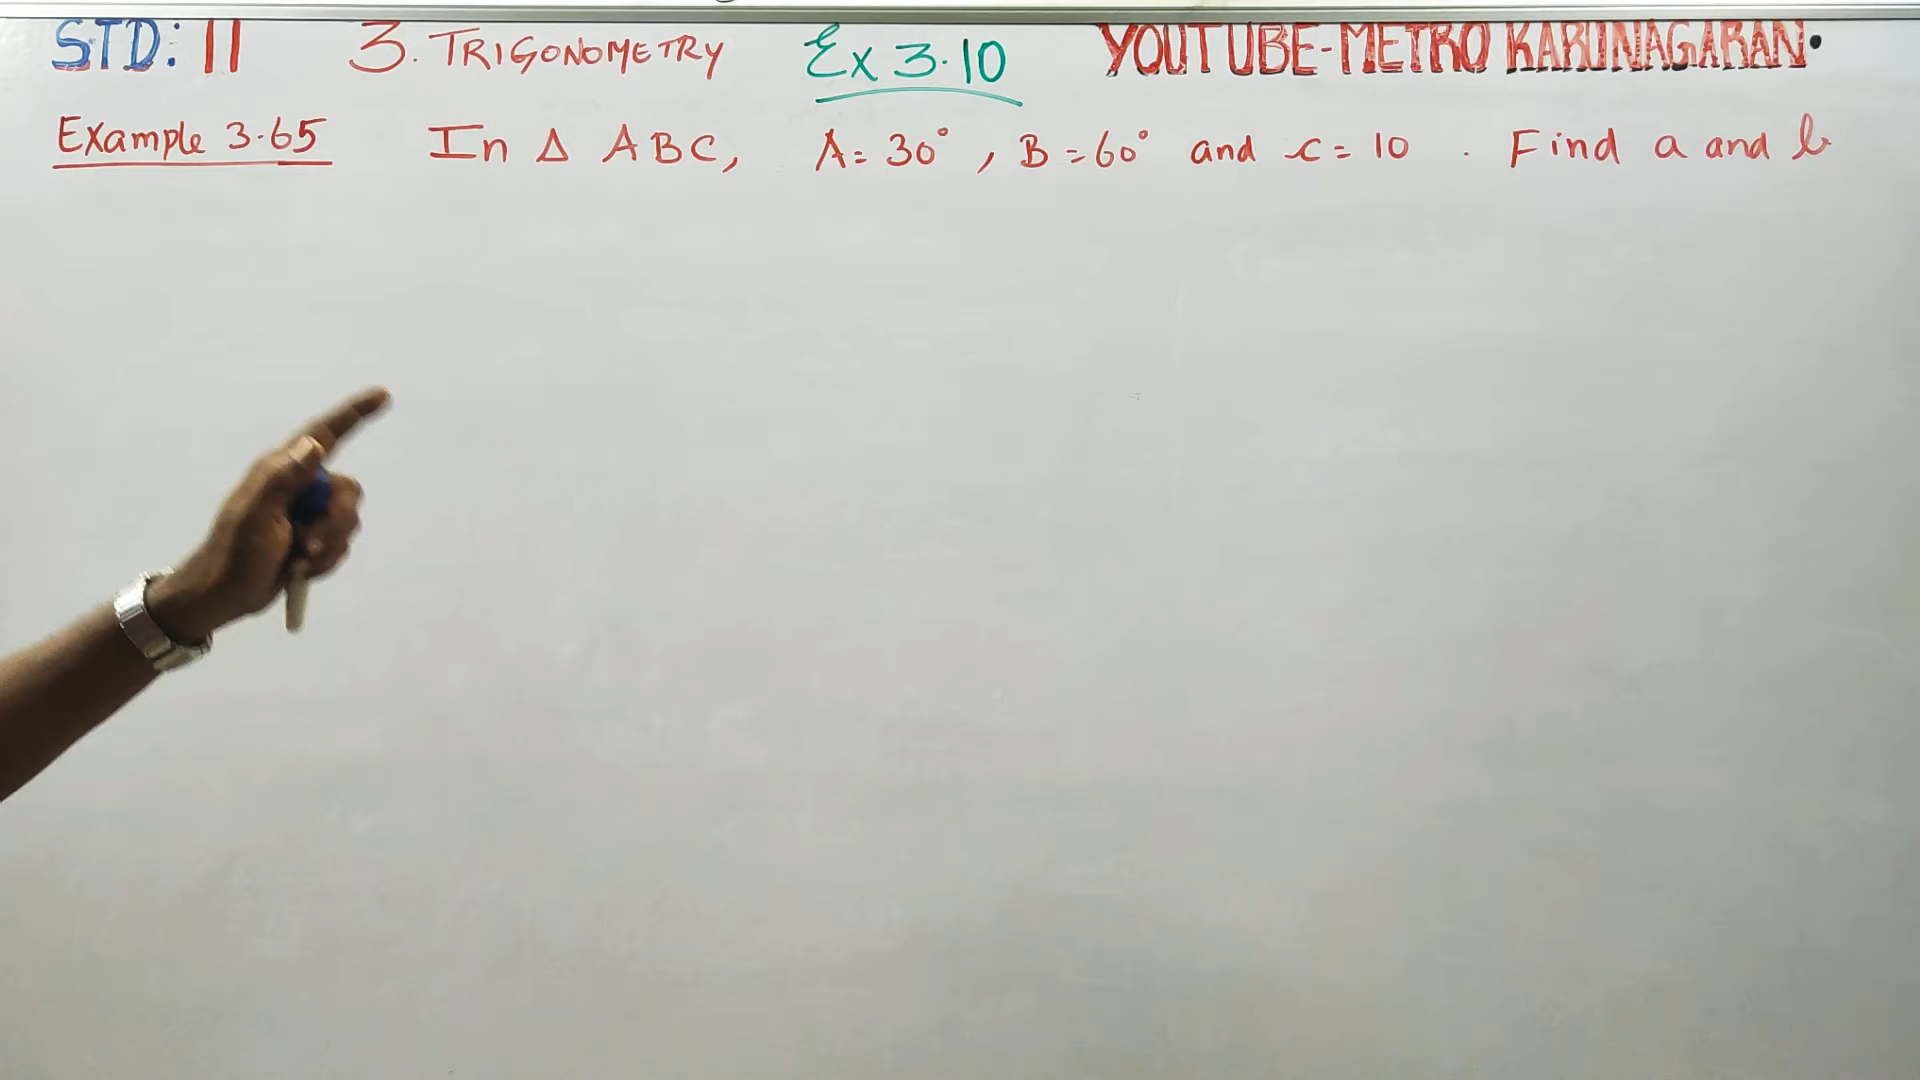 STD: 11 3. TRIGONOMETRY Ex 3.10 YOUTUBE-METRO KARUNAGARAN.
Example 3.65 In Δ ABC, A = 30°, B = 60° and c = 10 . Find a and b